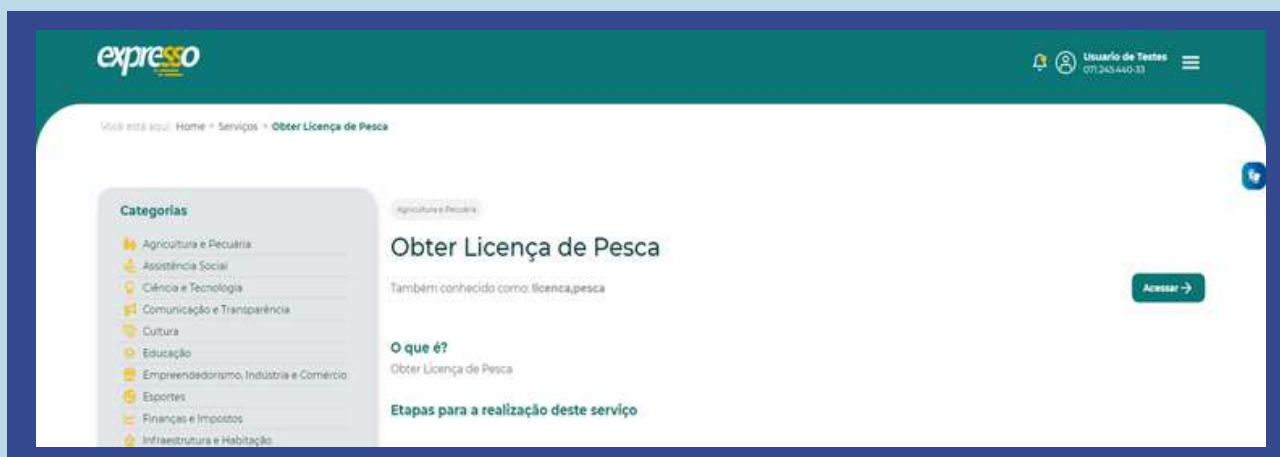 expresso
Usuario de Testes
071.245.440-33
Você está aqui: Home » Serviços » Obter Licença de Pesca
Categorias
Agricultura e Pecuária
Assistência Social
Ciência e Tecnologia
Comunicação e Transparência
Cultura
Educação
Empreendedorismo, Indústria e Comércio
Esportes
Finanças e Impostos
Infraestrutura e Habitação
Agricultura e Pecuária
Obter Licença de Pesca
Também conhecido como: licenca,pesca
Acessar →
O que é?
Obter Licença de Pesca
Etapas para a realização deste serviço